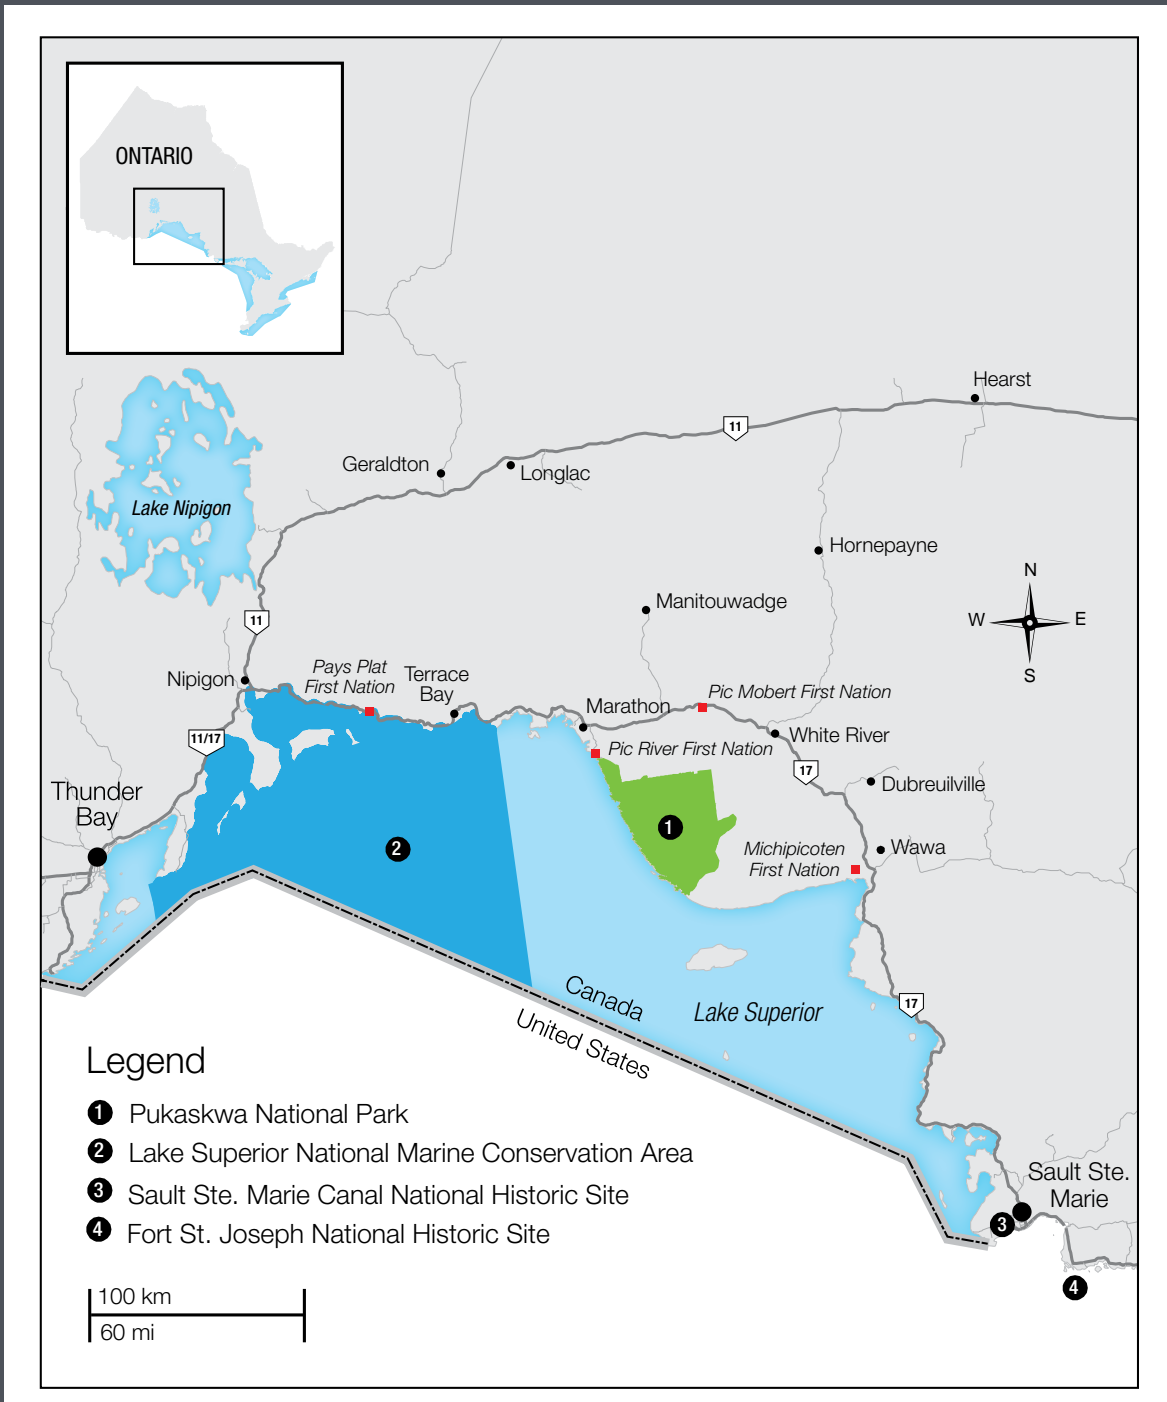 ONTARIO
Hearst
11
Geraldton
Longlac
Lake Nipigon
Hornepayne
N
W
E
S
Manitouwadge
11
Pays Plat
First Nation
Terrace
Bay
Nipigon
Pic Mobert First Nation
Marathon
White River
11/17
Pic River First Nation
17
Dubreuilville
Thunder
Bay
1
2
Wawa
Michipicoten
First Nation
Canada
United States
Lake Superior
17
Legend
1 Pukaskwa National Park
2 Lake Superior National Marine Conservation Area
3 Sault Ste. Marie Canal National Historic Site
4 Fort St. Joseph National Historic Site
Sault Ste.
Marie
3
4
100 km
60 mi